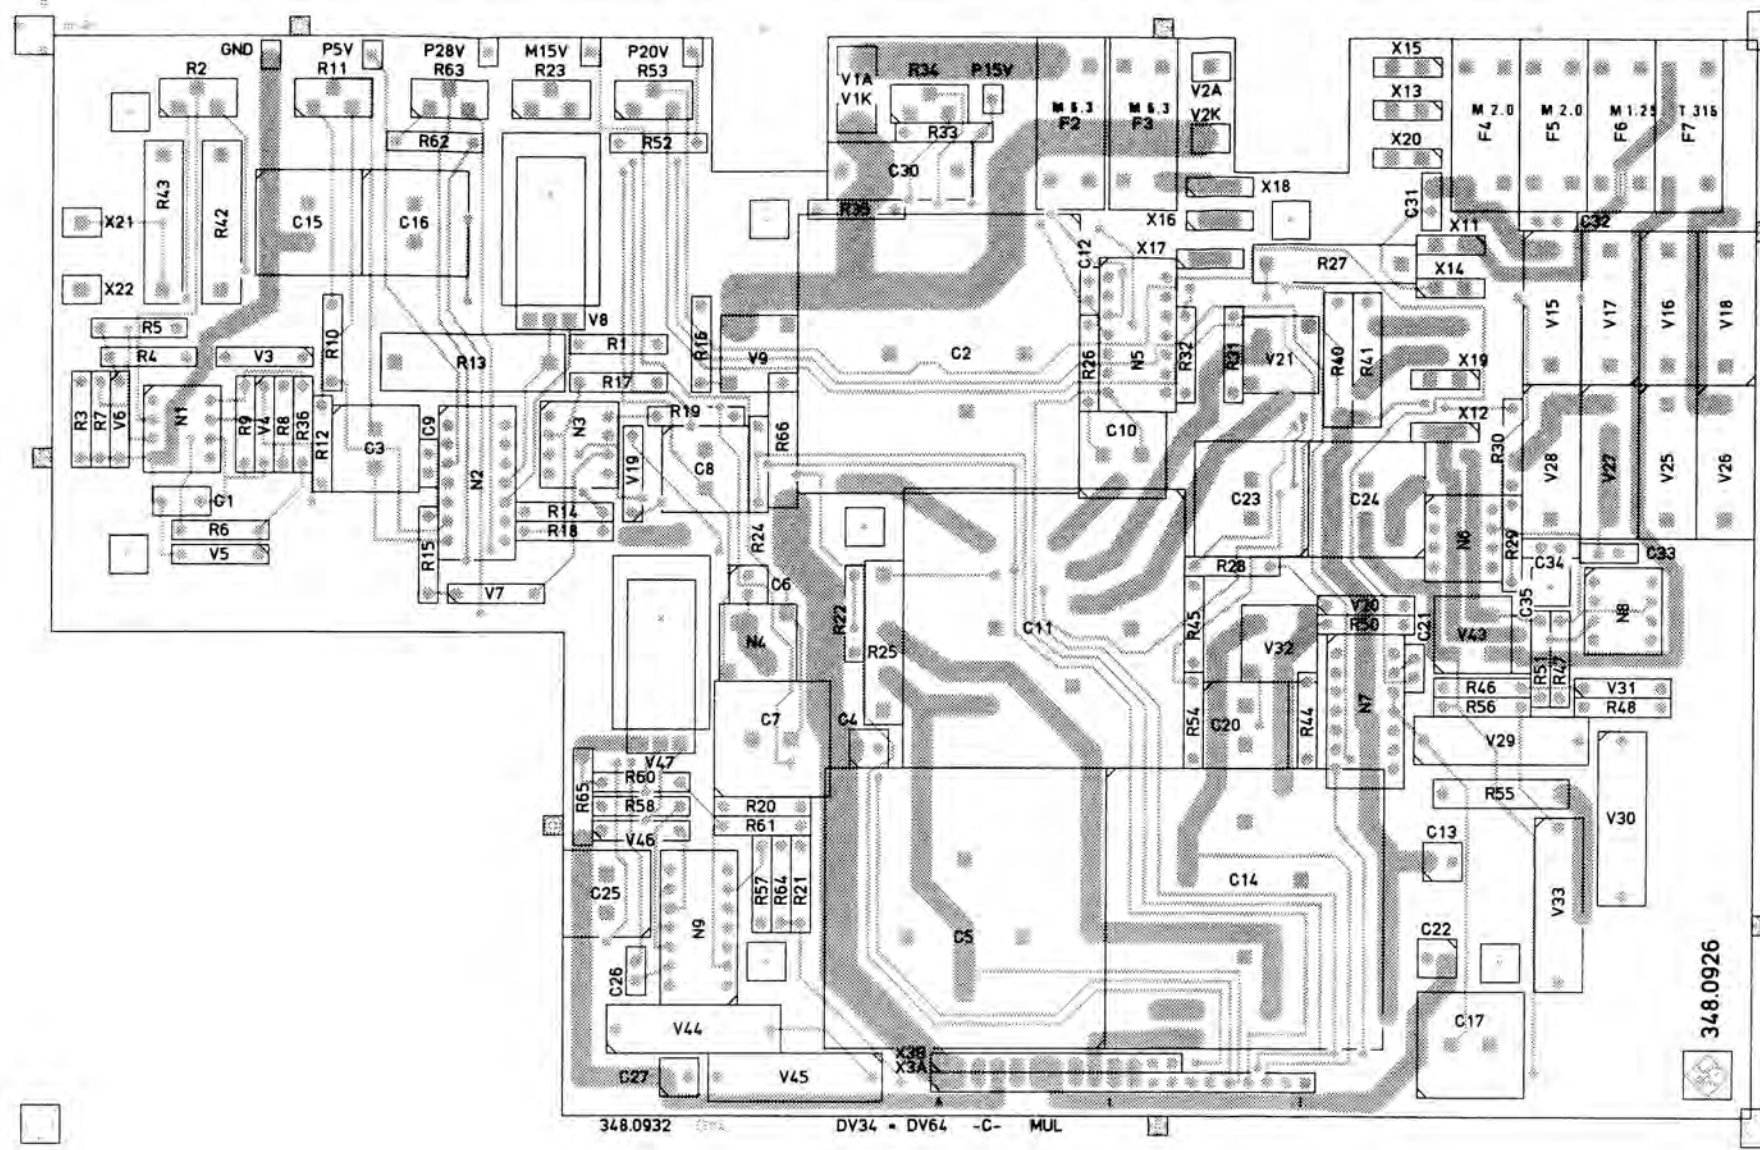 GND P5V P28V M15V P20V
R2 R11 R63 R23 R53
V1A R34 P15V V2A X15
V1K M 6.3 M 6.3 V2K X13 M 2.0 M 2.0 M 1.25 T.315
F2 F3 F4 F5 F6 F7
R62 R52 R33 X20
R43 R42 C15 C16 C30 X18 C31
X21 R35 X16 C32 X11
X22 C12 X17 R27 X14
R5 R10 V8 R1 R16 V9 C2 R26 N5 R32 R31 V21 R40 R41 V15 V17 V16 V18
R4 V3 R13 R17 X19
R3 R7 V6 N1 R9 V4 R8 R36 R12 C3 C9 N2 N3 R19 V19 C8 R66 C10 X12 R30
C23 C24 V28 V27 V25 V26
C1 R6 V5 R15 R14 R18 R24 R28 N6 R29 C34 C33
V7 C6 R22 R25 C11 R45 V20 R50 C21 V43 C35 N8
N4 V32 N7 R46 R56 R51 R47 V31 R48
C7 C4 R54 C20 R44 V29
V47 R60 R65 R58 V46 R20 R61 R55 V30
C25 N9 R57 R64 R21 C14 C13 V33
C26 C5 C22
V44 C17 348.0926
C27 V45 X3B
X3A
348.0932 DV34 = DV64 -C- MUL